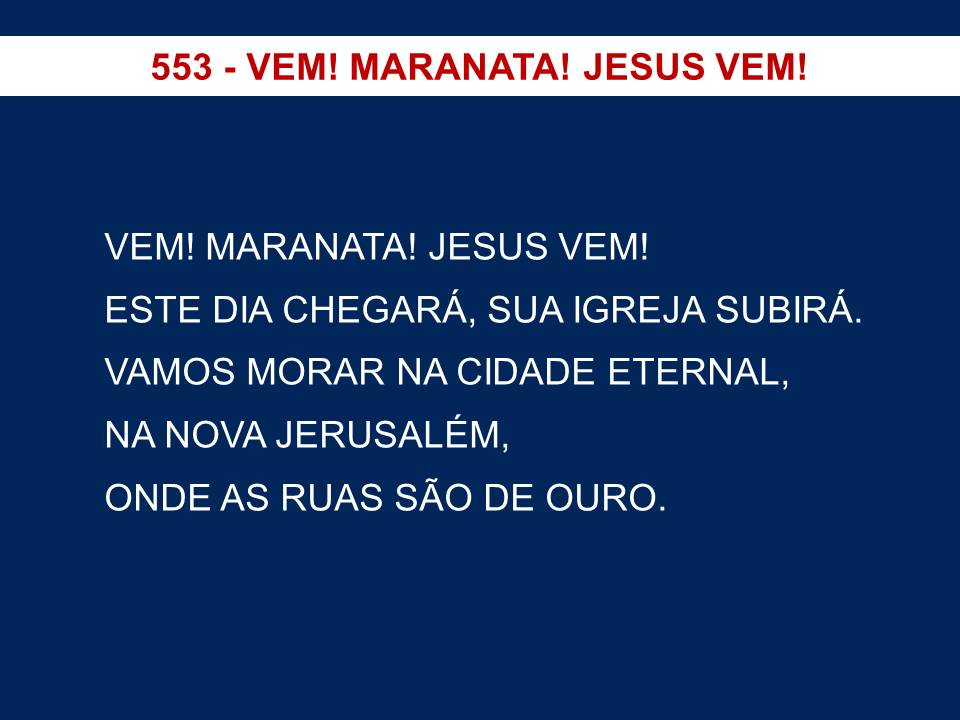 553 - VEM! MARANATA! JESUS VEM!
VEM! MARANATA! JESUS VEM!
ESTE DIA CHEGARÁ, SUA IGREJA SUBIRÁ.
VAMOS MORAR NA CIDADE ETERNAL,
NA NOVA JERUSALÉM,
ONDE AS RUAS SÃO DE OURO.